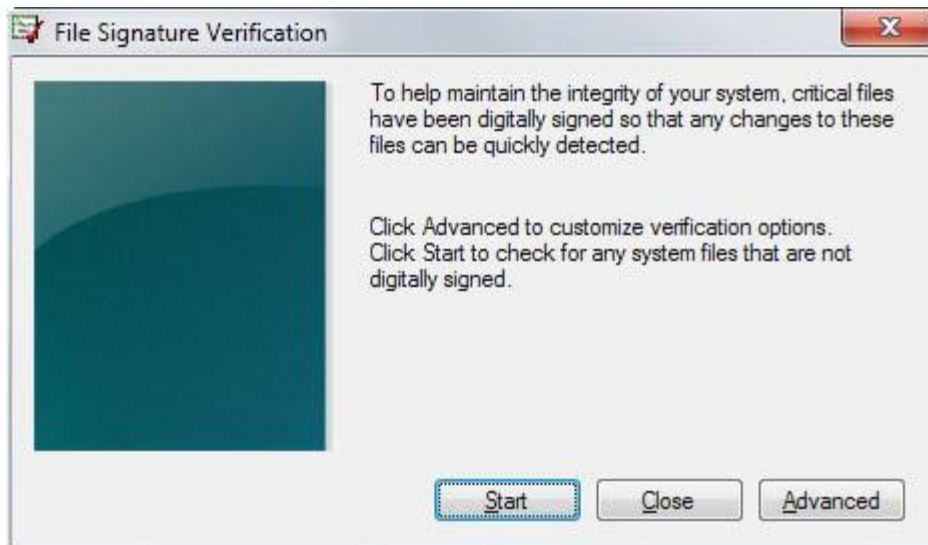 File Signature Verification
To help maintain the integrity of your system, critical files
have been digitally signed so that any changes to these
files can be quickly detected.
Click Advanced to customize verification options.
Click Start to check for any system files that are not
digitally signed.
Start
Close
Advanced